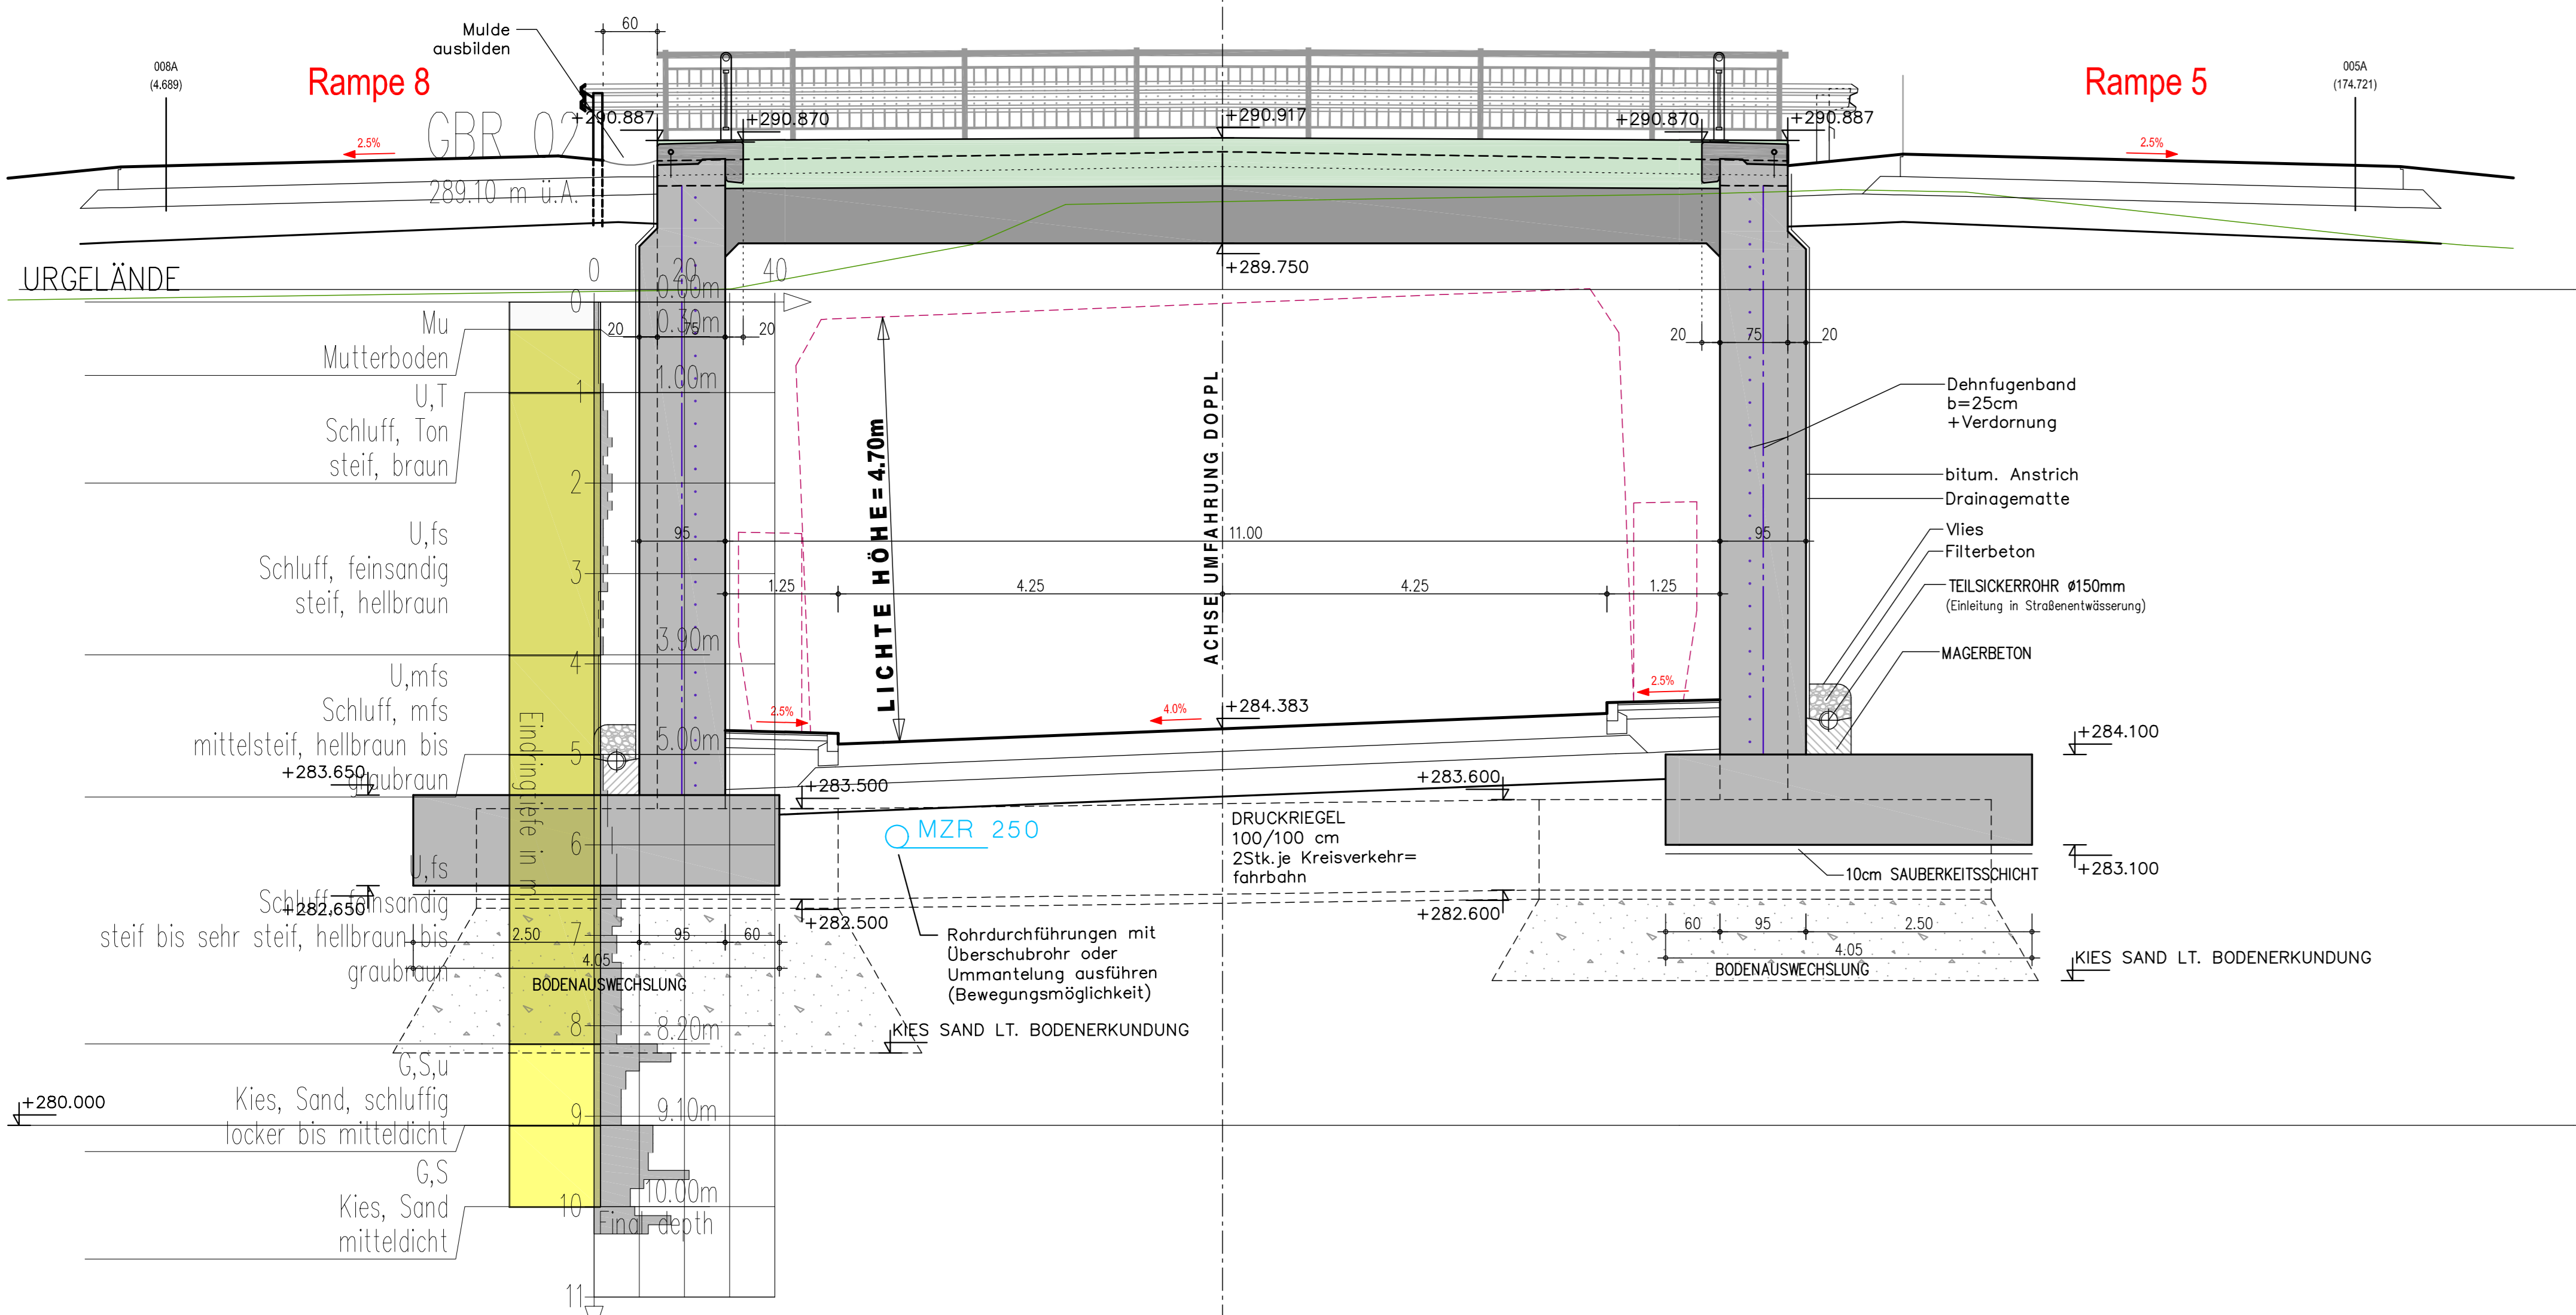 60
Mulde
ausbilden
008A
(4.689)
Rampe 8
Rampe 5
005A
(174.721)
GBR 02
289.10 m ü.A.
2.5%
+290.887
+290.870
+290.917
+290.870
+290.887
2.5%
+289.750
URGELÄNDE
0
20
40
0
0.00m
Mu
Mutterboden
0.30m
20
75
20
20
75
20
1
1.00m
U,T
Schluff, Ton
steif, braun
2
U,fs
Schluff, feinsandig
steif, hellbraun
3
3.90m
4
U,mfs
Schluff, mfs
mittelsteif, hellbraun bis
graubraun
5
5.00m
Eindringtiefe in m
LICHTE HÖHE=4.70m
ACHSE UMFAHRUNG DOPPL
95
11.00
95
1.25
4.25
4.25
1.25
Dehnfugenband
b=25cm
+Verdornung
bitum. Anstrich
Drainagematte
Vlies
Filterbeton
TEILSICKERROHR ø150mm
(Einleitung in Straßenentwässerung)
MAGERBETON
2.5%
4.0%
+284.383
2.5%
+284.100
+283.650
+283.500
+283.600
MZR 250
DRUCKRIEGEL
100/100 cm
2Stk.je Kreisverkehr=
fahrbahn
6
U,fs
Schluff, feinsandig
steif bis sehr steif, hellbraun bis
graubraun
+282.650
+282.500
+282.600
+283.100
10cm SAUBERKEITSSCHICHT
7
2.50
95
60
4.05
BODENAUSWECHSLUNG
Rohrdurchführungen mit
Überschubrohr oder
Ummantelung ausführen
(Bewegungsmöglichkeit)
60
95
2.50
4.05
BODENAUSWECHSLUNG
KIES SAND LT. BODENERKUNDUNG
8
8.20m
KIES SAND LT. BODENERKUNDUNG
G,S,u
Kies, Sand, schluffig
locker bis mitteldicht
+280.000
9
9.10m
G,S
Kies, Sand
mitteldicht
10
10.00m
Final depth
11